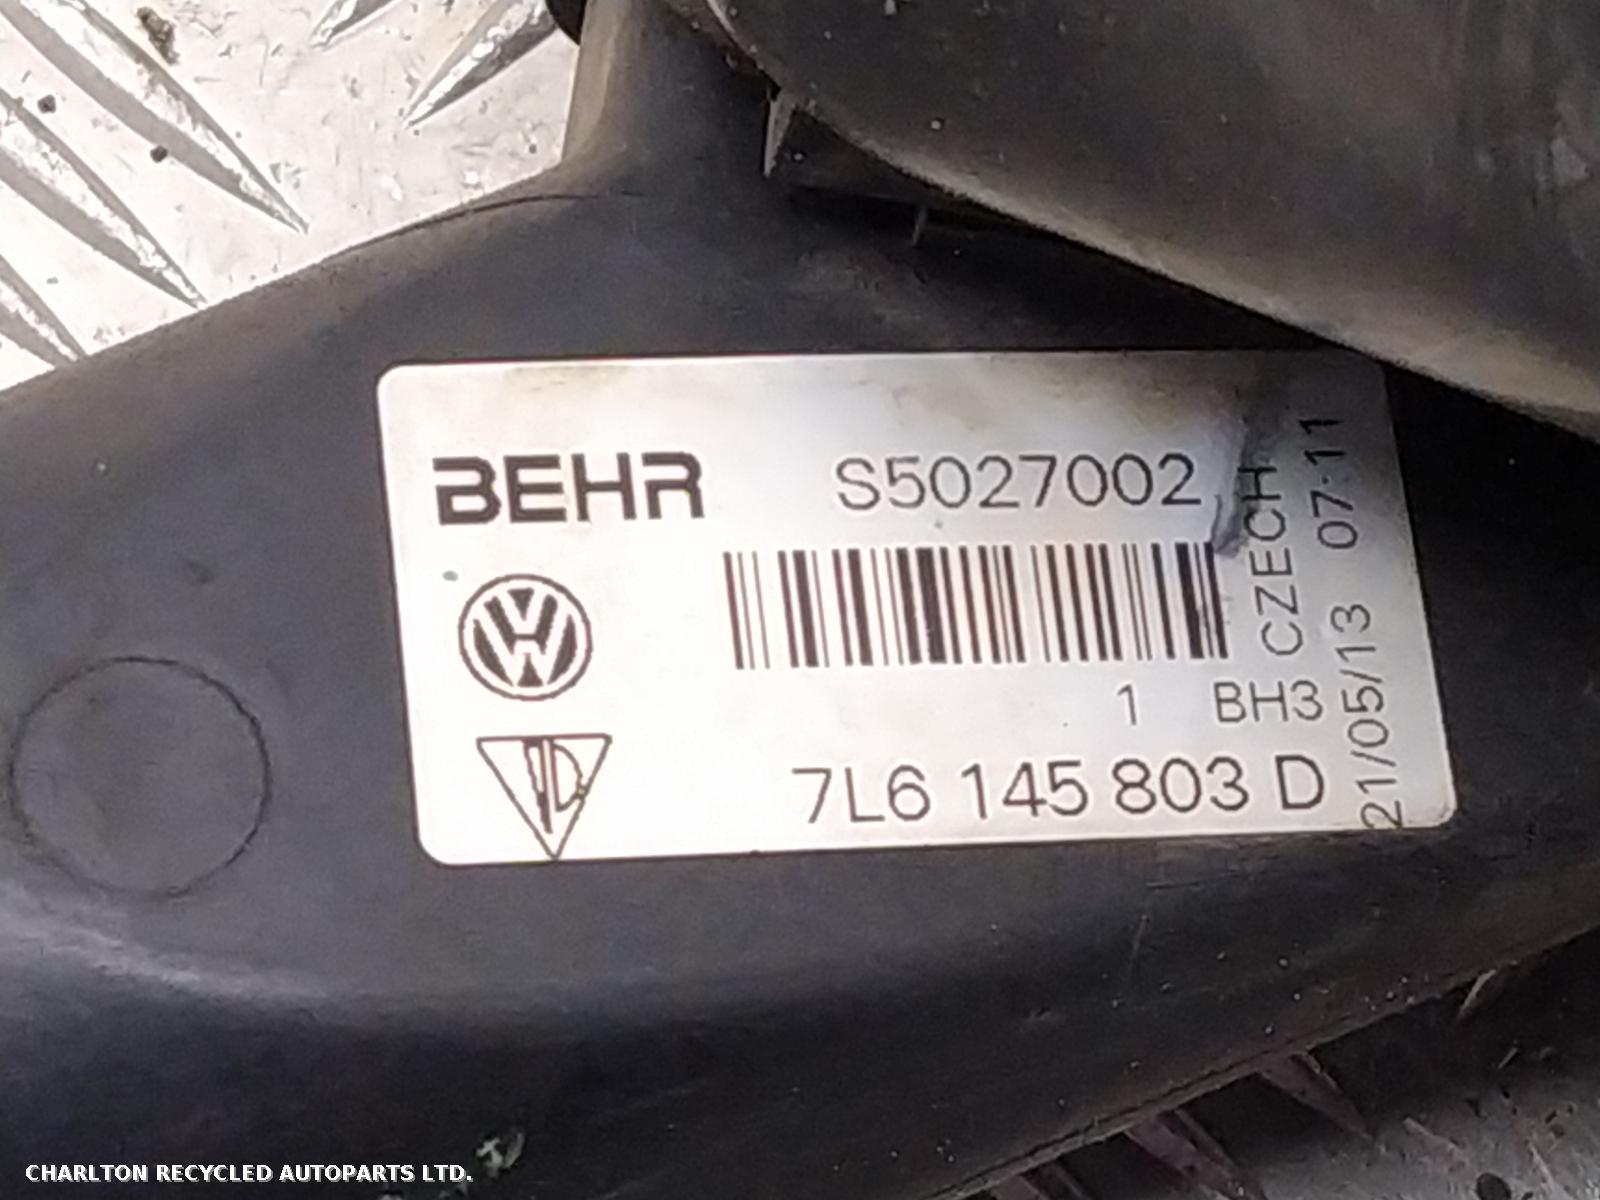 BEHR S5027002
CZECH
21/05/13 07:11
1 BH3
7L6 145 803 D
CHARLTON RECYCLED AUTOPARTS LTD.